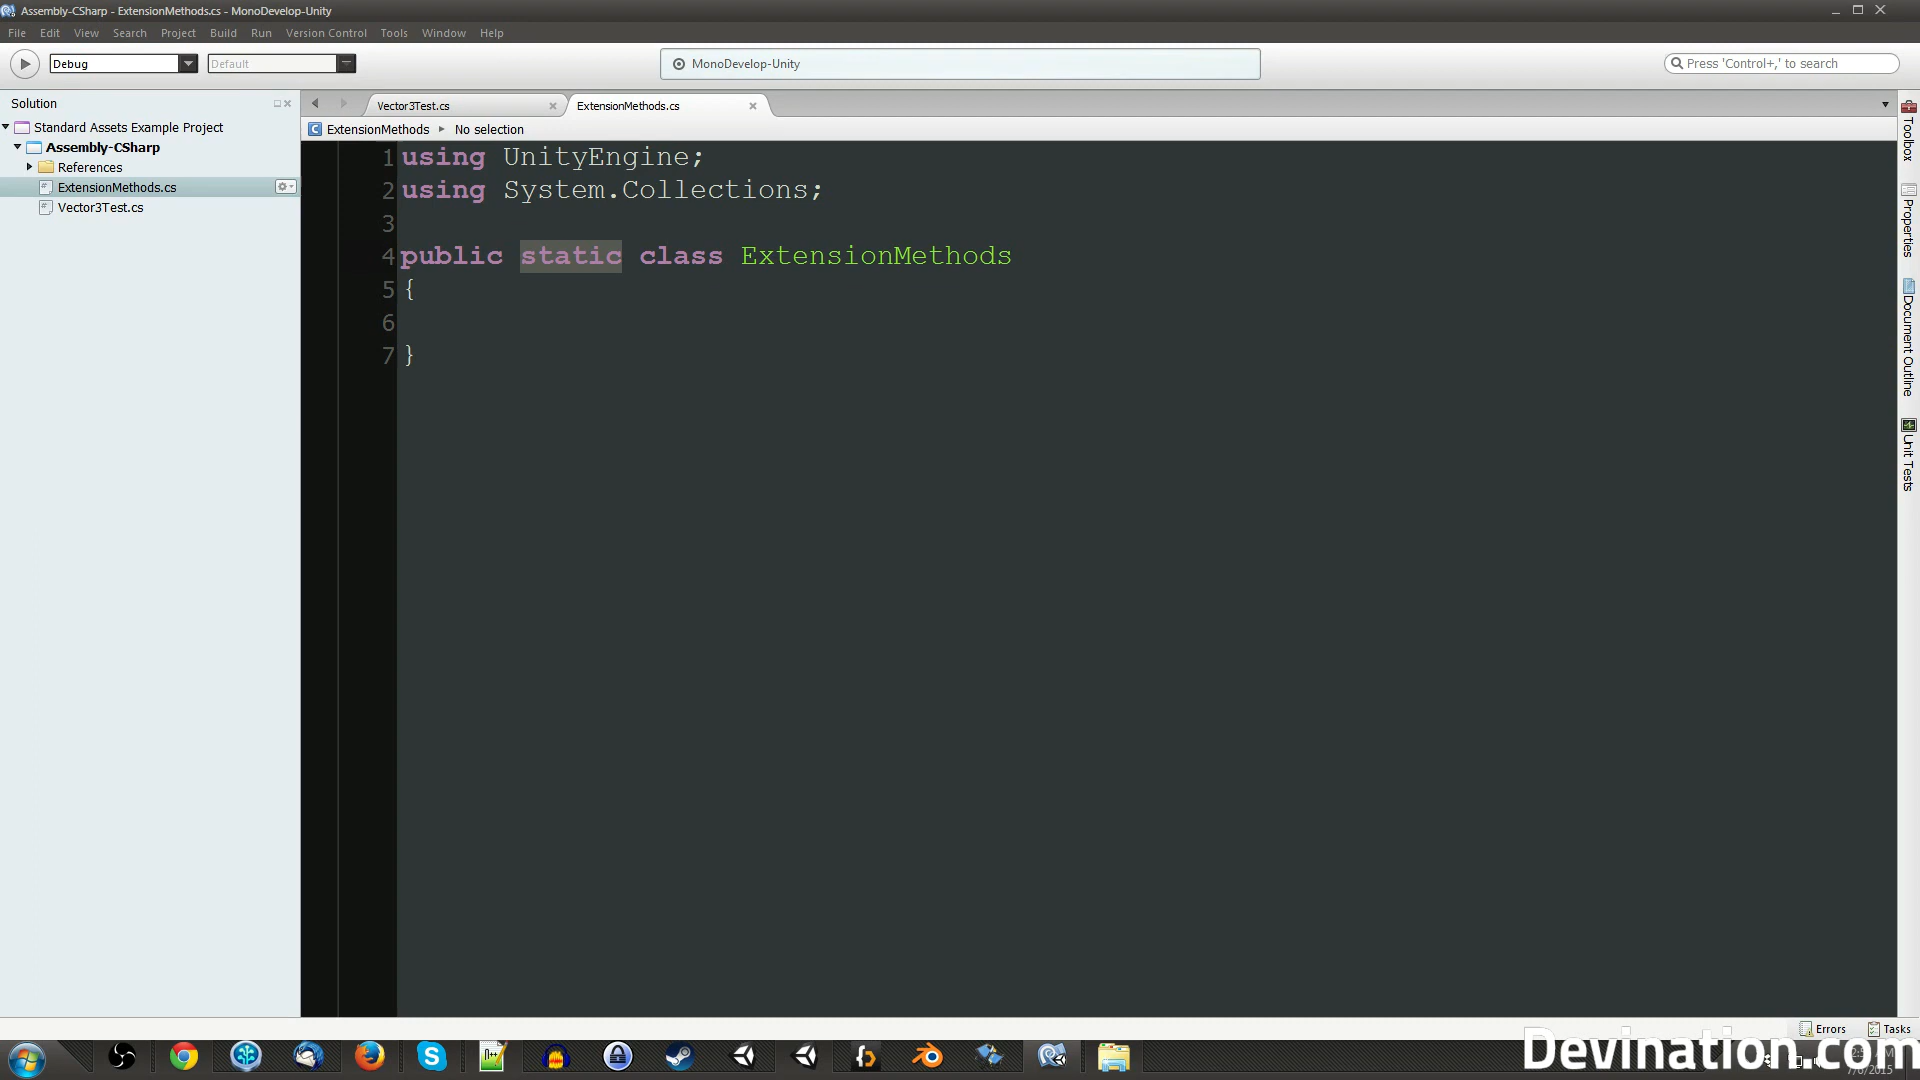 Assembly-CSharp - ExtensionMethods.cs - MonoDevelop-Unity
File Edit View Search Project Build Run Version Control Tools Window Help
Debug Default MonoDevelop-Unity Press 'Control+,' to search
Solution
Standard Assets Example Project
Assembly-CSharp
References
ExtensionMethods.cs
Vector3Test.cs
Vector3Test.cs ExtensionMethods.cs
ExtensionMethods No selection
1 using UnityEngine;
2 using System.Collections;
3
4 public static class ExtensionMethods
5 {
6
7 }
Toolbox
Properties
Document Outline
Unit Tests
Errors Tasks
Devination.com